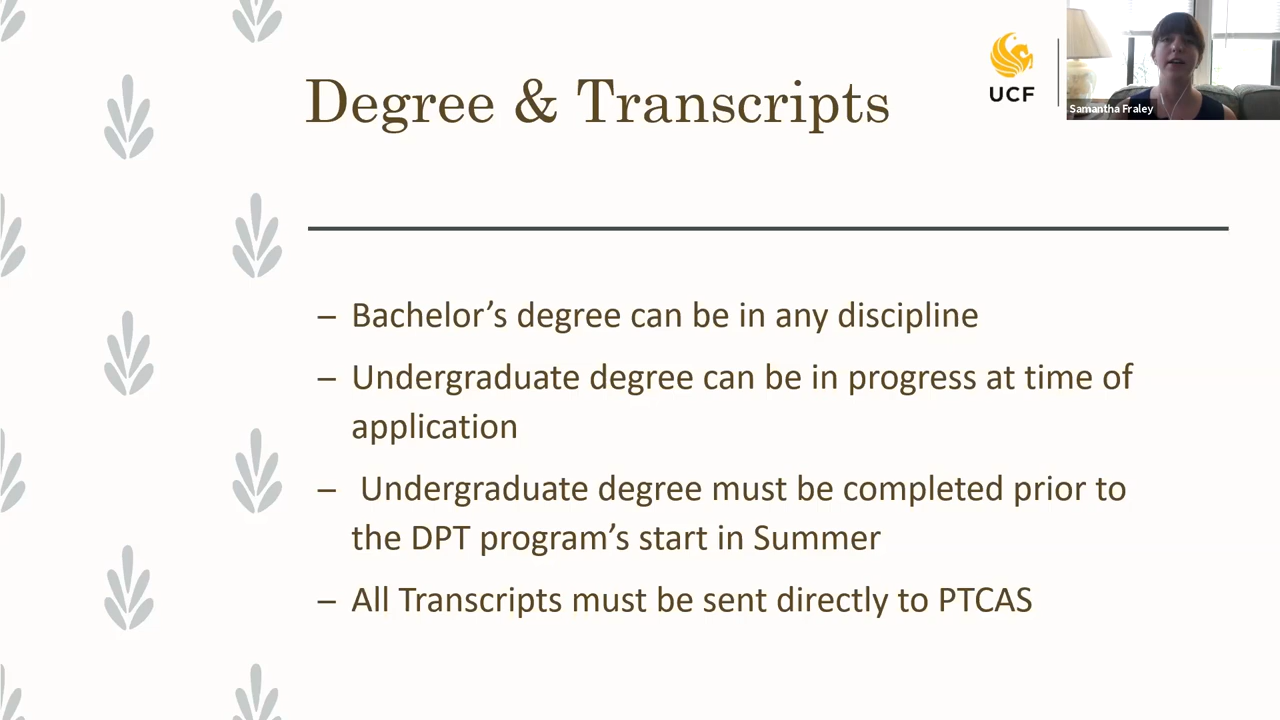 Degree & Transcripts
UCF
Samantha Fraley
– Bachelor’s degree can be in any discipline
– Undergraduate degree can be in progress at time of
application
– Undergraduate degree must be completed prior to
the DPT program’s start in Summer
– All Transcripts must be sent directly to PTCAS